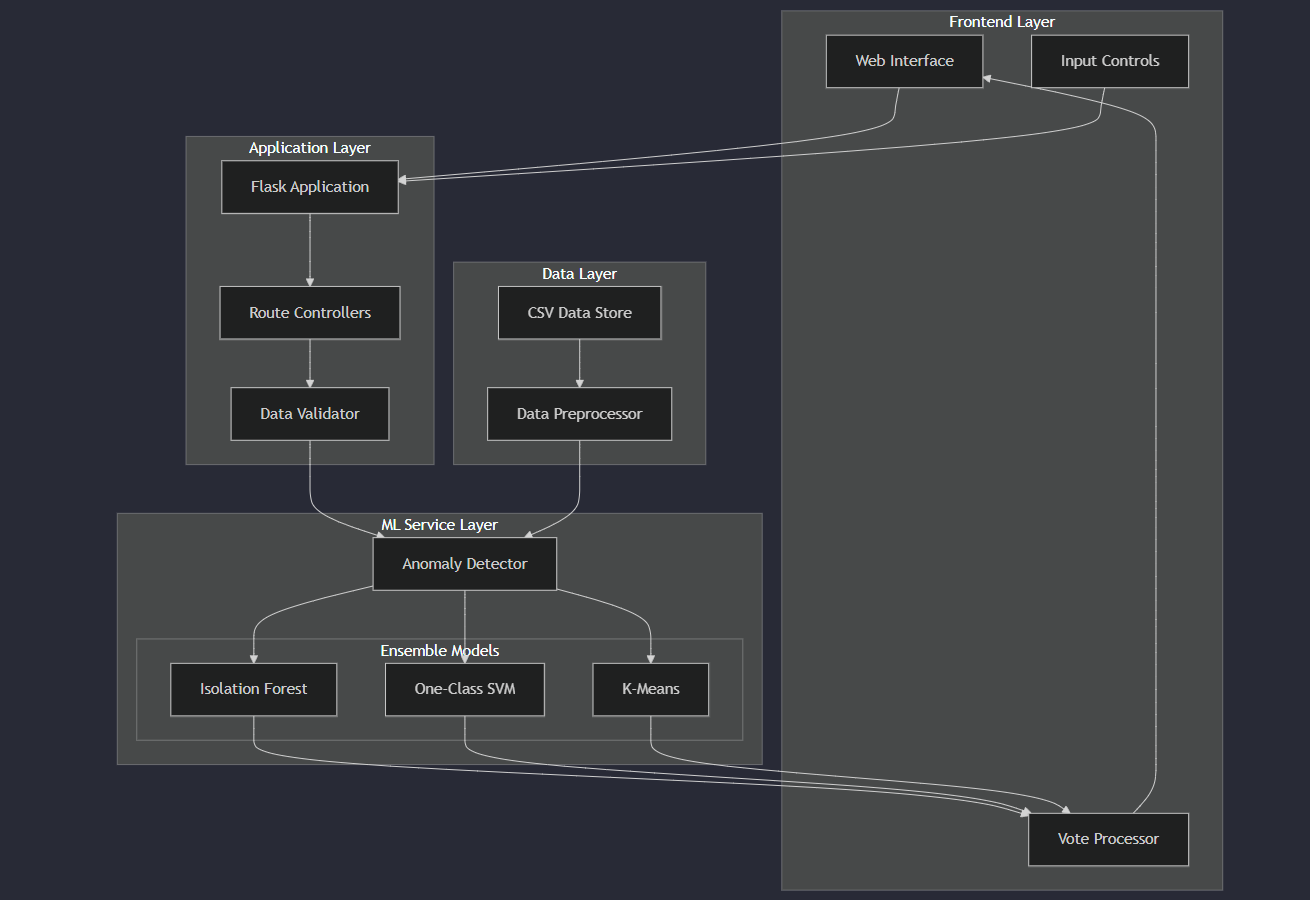 Frontend Layer
Web Interface
Input Controls
Application Layer
Flask Application
Data Layer
Route Controllers
CSV Data Store
Data Validator
Data Preprocessor
ML Service Layer
Anomaly Detector
Ensemble Models
Isolation Forest
One-Class SVM
K-Means
Vote Processor